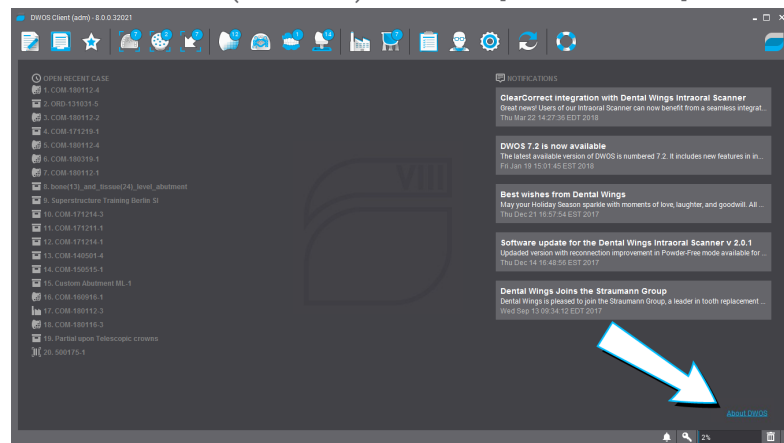 DWOS Client (adm) - 8.0.0.32021
7
2
7
12
1
14
7
OPEN RECENT CASE
1. COM-180112-4
2. ORD-131031-5
3. COM-180112-2
4. COM-171219-1
5. COM-180112-4
6. COM-180319-1
7. COM-180112-1
8. bone(13)_and_tissue(24)_level_abutment
9. Superstructure Training Berlin SI
10. COM-171214-3
11. COM-171211-1
12. COM-171214-1
13. COM-140501-4
14. COM-150515-1
15. Custom Abutment ML-1
16. COM-160916-1
17. COM-180112-3
18. COM-180116-3
19. Partial upon Telescopic crowns
20. 500175-1
VIII
NOTIFICATIONS
ClearCorrect integration with Dental Wings Intraoral Scanner
Great news! Users of our Intraoral Scanner can now benefit from a seamless integrat...
Thu Mar 22 14:27:36 EDT 2018
DWOS 7.2 is now available
The latest available version of DWOS is numbered 7.2. It includes new features in in...
Fri Jan 19 15:01:45 EST 2018
Best wishes from Dental Wings
May your Holiday Season sparkle with moments of love, laughter, and goodwill. All ...
Thu Dec 21 16:57:54 EST 2017
Software update for the Dental Wings Intraoral Scanner v 2.0.1
Updaded version with reconnection improvement in Powder-Free mode available for ...
Thu Dec 14 16:48:56 EST 2017
Dental Wings Joins the Straumann Group
Dental Wings is pleased to join the Straumann Group, a leader in tooth replacement ...
Wed Sep 13 09:34:12 EDT 2017
About DWOS
2%